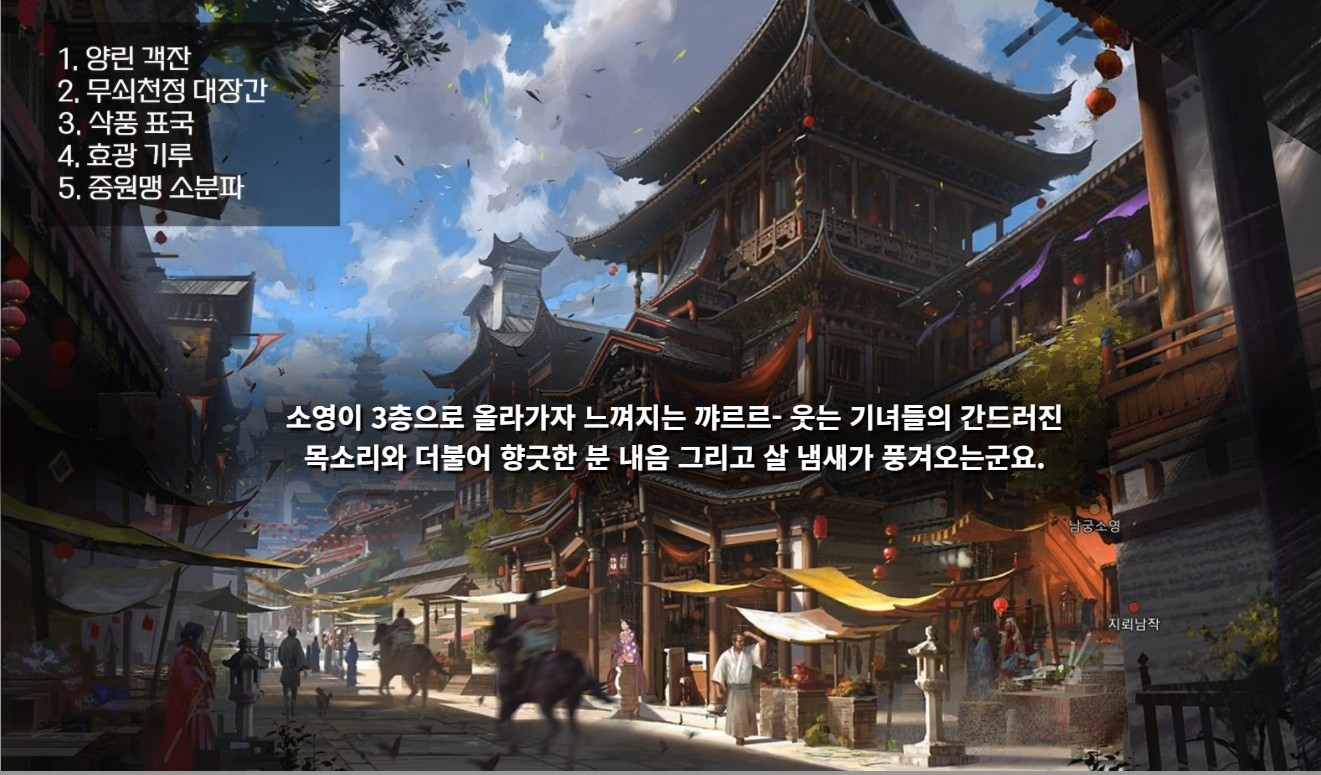 1. 양린 객잔
2. 무쇠천정 대장간
3. 삭풍 표국
4. 효광 기루
5. 중원맹 소분파
소영이 3층으로 올라가자 느껴지는 꺄르르- 웃는 기녀들의 간드러진
목소리와 더불어 향긋한 분 내음 그리고 살 냄새가 풍겨오는군요.
남궁소영
지뢰남작